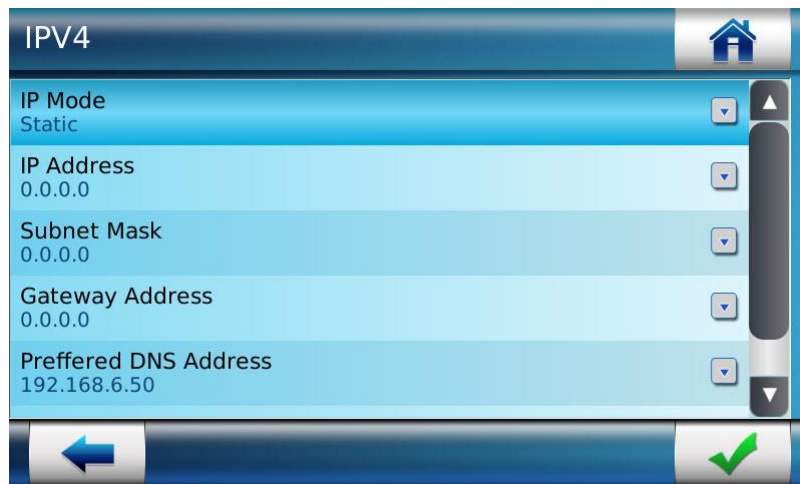 IPV4
IP Mode
Static
IP Address
0.0.0.0
Subnet Mask
0.0.0.0
Gateway Address
0.0.0.0
Preffered DNS Address
192.168.6.50